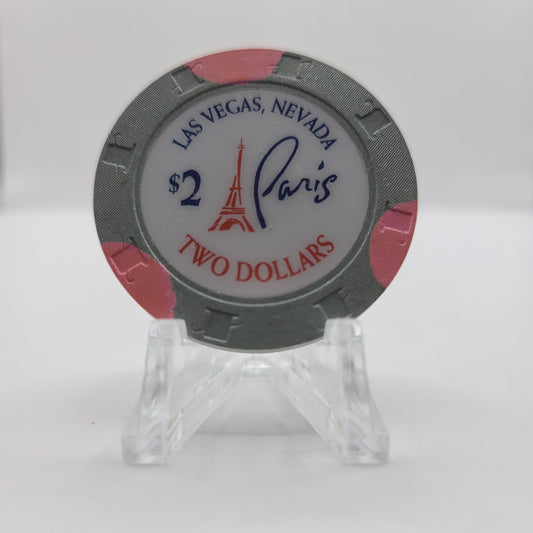 LAS VEGAS, NEVADA
$2 Paris
TWO DOLLARS